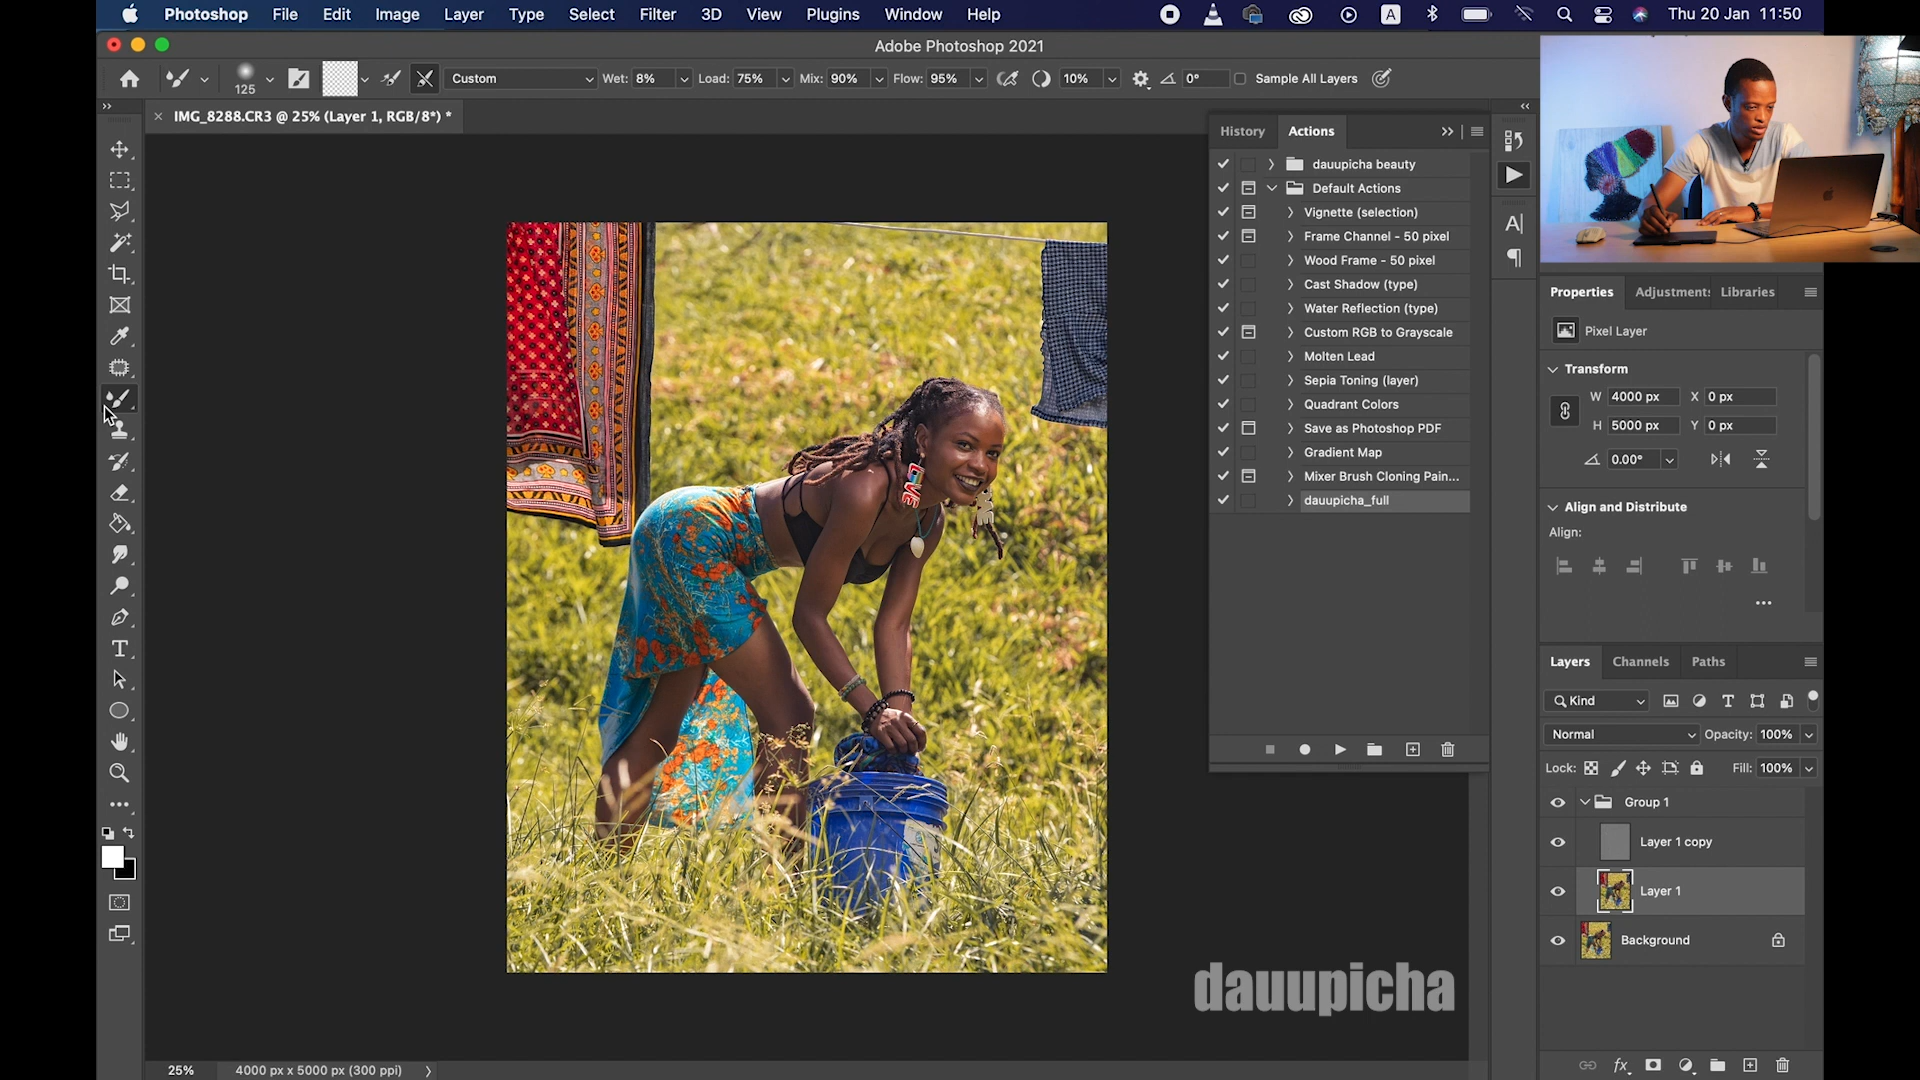 Photoshop File Edit Image Layer Type Select Filter 3D View Plugins Window Help A Thu 20 Jan 11:50
Adobe Photoshop 2021
125 Custom Wet: 8% Load: 75% Mix: 90% Flow: 95% 10% 0° Sample All Layers
IMG_8288.CR3 @ 25% (Layer 1, RGB/8*) *
History Actions
dauupicha beauty
Default Actions
Vignette (selection)
Frame Channel - 50 pixel
Wood Frame - 50 pixel
Cast Shadow (type)
Water Reflection (type)
Custom RGB to Grayscale
Molten Lead
Sepia Toning (layer)
Quadrant Colors
Save as Photoshop PDF
Gradient Map
Mixer Brush Cloning Pain...
dauupicha_full
Properties Adjustments Libraries
Pixel Layer
Transform
W 4000 px X 0 px
H 5000 px Y 0 px
0.00°
Align and Distribute
Align:
Layers Channels Paths
Kind
Normal Opacity: 100%
Lock: Fill: 100%
Group 1
Layer 1 copy
Layer 1
Background
dauupicha
25% 4000 px x 5000 px (300 ppi)